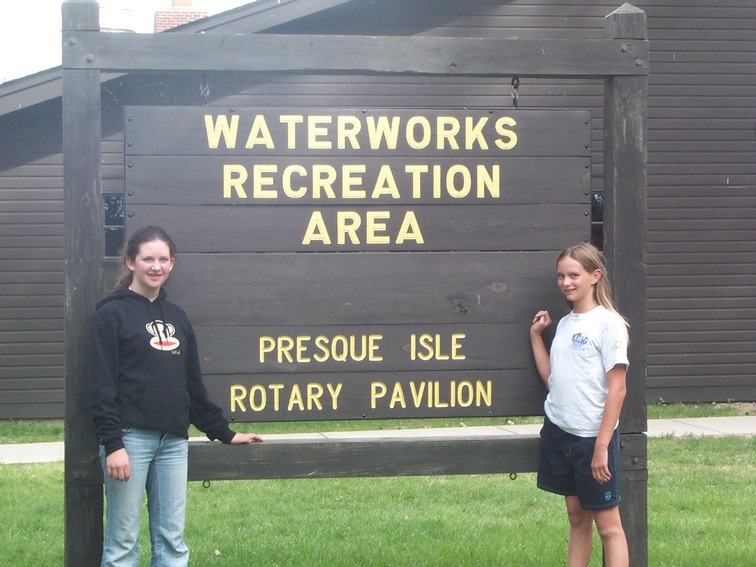 WATERWORKS
RECREATION
AREA
PRESQUE ISLE
ROTARY PAVILION